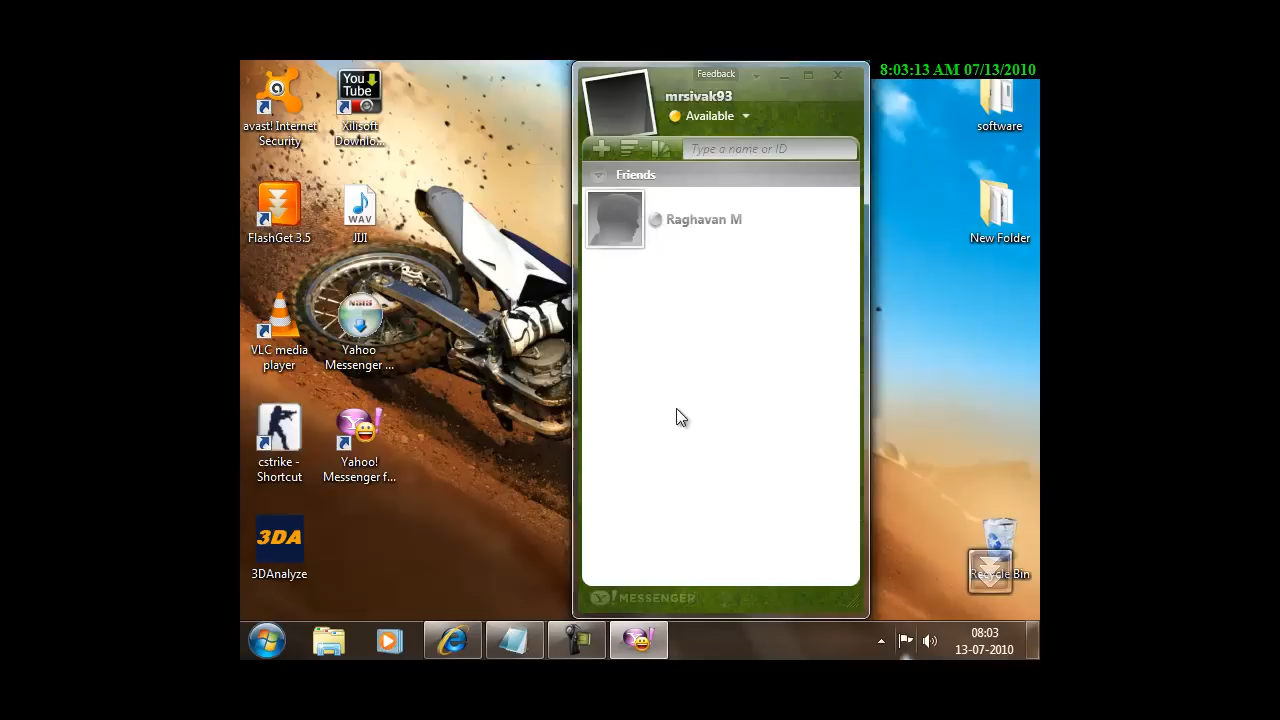 8:03:13 AM 07/13/2010
Feedback
mrsivak93
Available
Type a name or ID
Friends
Raghavan M
Y! MESSENGER
avast! Internet
Security
You
Tube
Xilisoft
Downlo...
FlashGet 3.5
WAV
JIJI
VLC media
player
Yahoo
Messenger ...
cstrike -
Shortcut
Yahoo!
Messenger f...
3DA
3DAnalyze
software
New Folder
Recycle Bin
08:03
13-07-2010